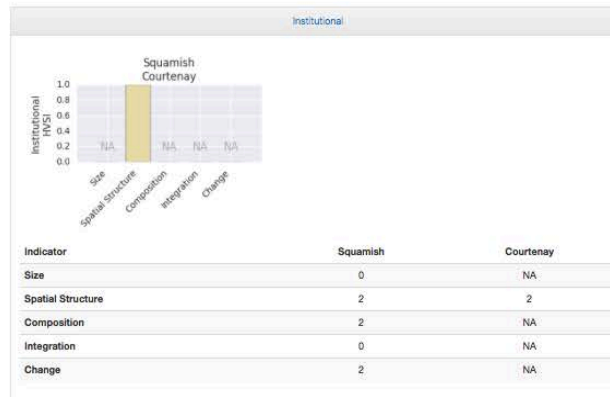 Institutional
Squamish
Courtenay
Institutional
HVSI
1.0
0.8
0.6
0.4
0.2
0.0
NA NA NA NA
Size
Spatial Structure
Composition
Integration
Change
Indicator Squamish Courtenay
Size 0 NA
Spatial Structure 2 2
Composition 2 NA
Integration 0 NA
Change 2 NA